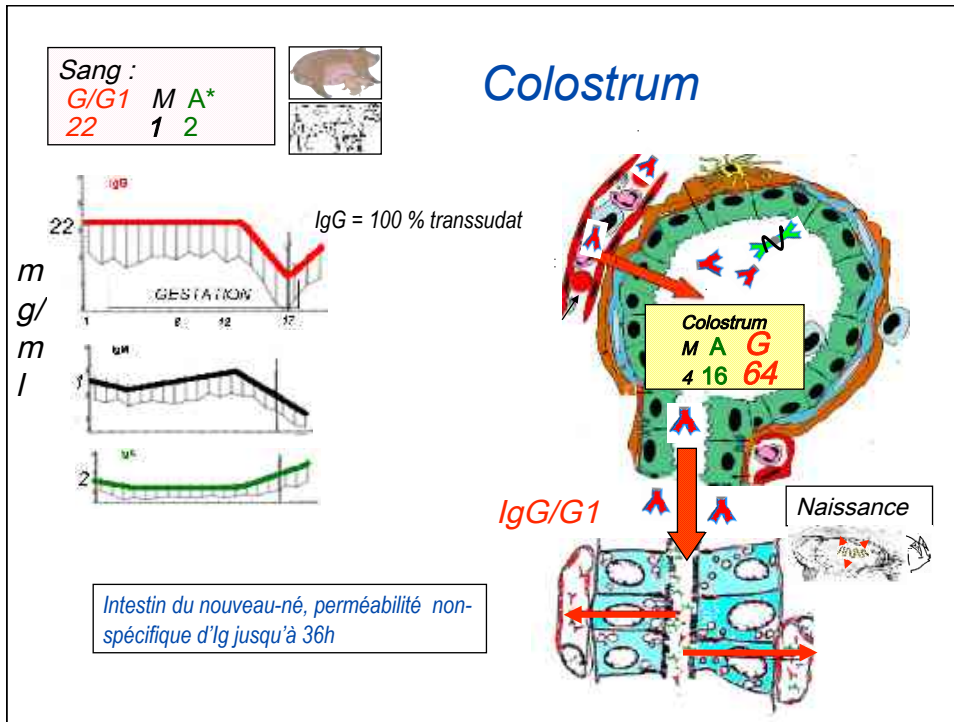 Sang :
G/G1 M A*
22 1 2
Colostrum
IgG
22
IgG = 100 % transsudat
m
g/
m
l
GESTATION
1
12
17
IgM
1
2
Colostrum
M A G
4 16 64
IgG/G1
Naissance
Intestin du nouveau-né, perméabilité non-
spécifique d'Ig jusqu'à 36h